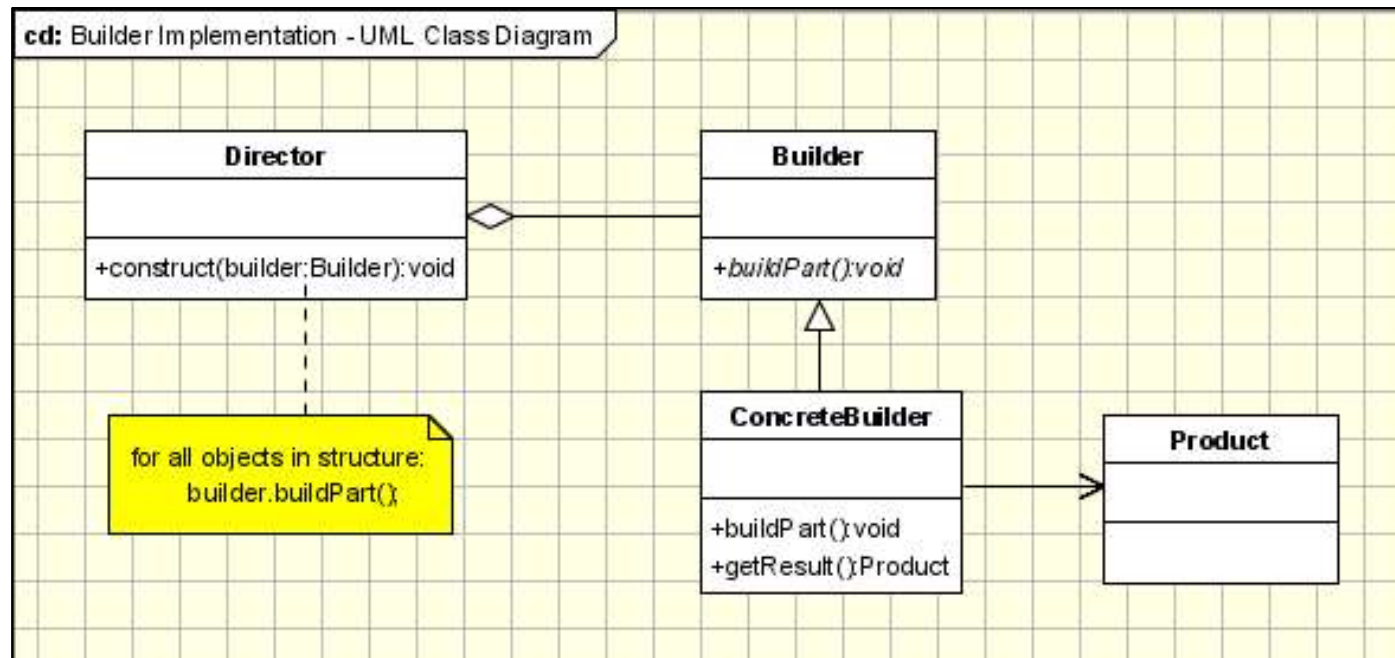 cd: Builder Implementation - UML Class Diagram
Director
+construct(builder:Builder):void
Builder
+buildPart():void
for all objects in structure:
builder.buildPart();
ConcreteBuilder
+buildPart():void
+getResult():Product
Product